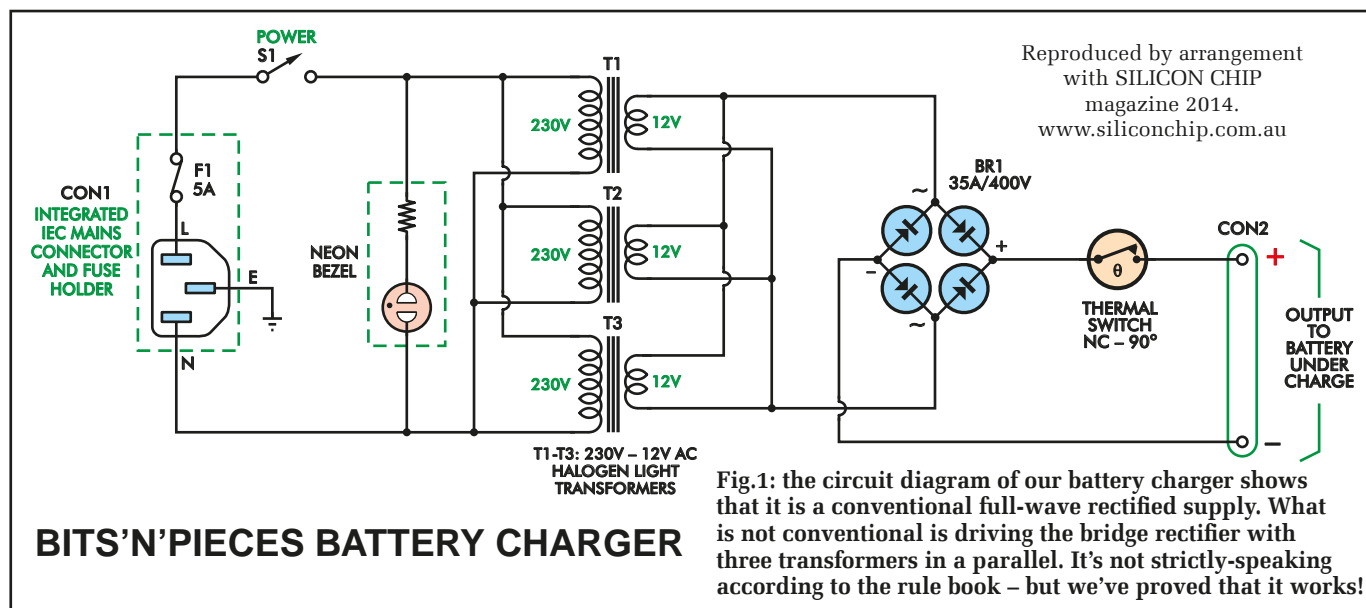 POWER
S1
F1
5A
CON1
INTEGRATED
IEC MAINS
CONNECTOR
AND FUSE
HOLDER
L
E
N
NEON
BEZEL
T1
230V
12V
T2
230V
12V
T3
230V
12V
T1-T3: 230V – 12V AC
HALOGEN LIGHT
TRANSFORMERS
Reproduced by arrangement
with SILICON CHIP
magazine 2014.
www.siliconchip.com.au
BR1
35A/400V
~
+
–
~
θ
THERMAL
SWITCH
NC – 90°
CON2
+
–
OUTPUT
TO
BATTERY
UNDER
CHARGE
BITS'N'PIECES BATTERY CHARGER
Fig.1: the circuit diagram of our battery charger shows
that it is a conventional full-wave rectified supply. What
is not conventional is driving the bridge rectifier with
three transformers in a parallel. It's not strictly-speaking
according to the rule book – but we've proved that it works!